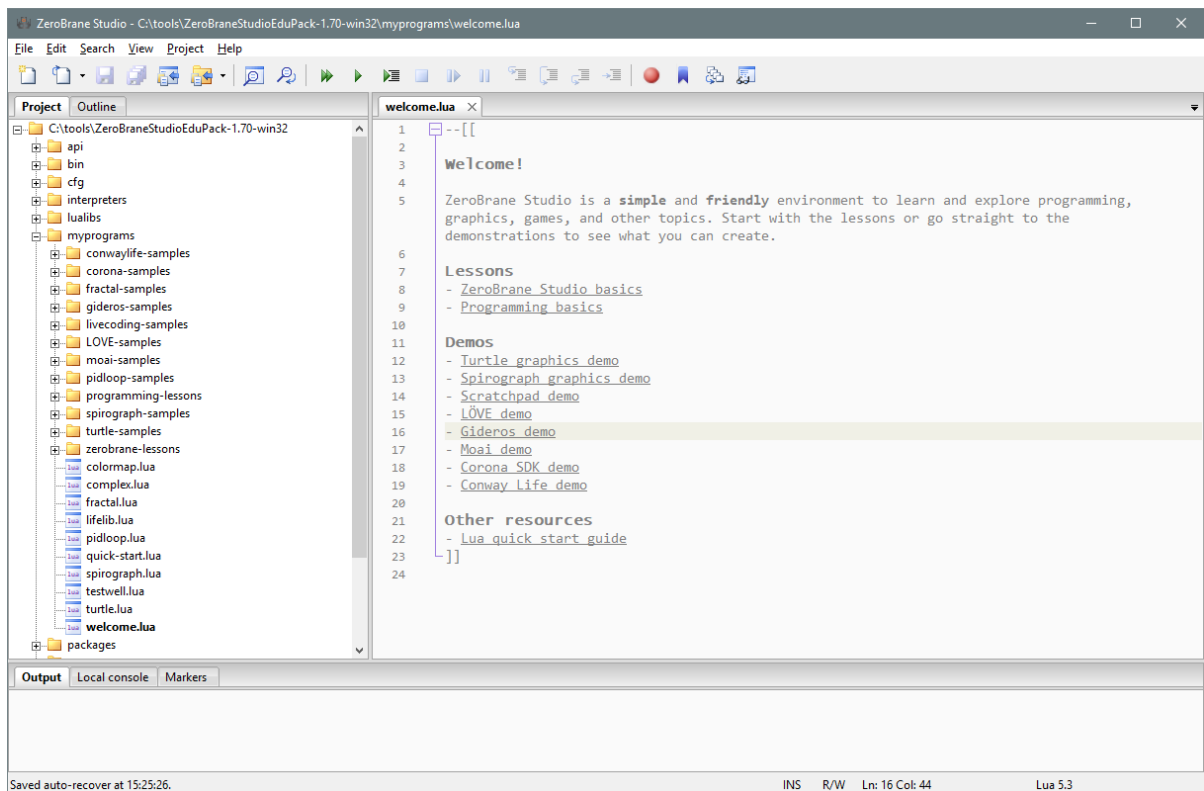 ZeroBrane Studio - C:\tools\ZeroBraneStudioEduPack-1.70-win32\myprograms\welcome.lua
File Edit Search View Project Help
Project Outline
C:\tools\ZeroBraneStudioEduPack-1.70-win32
api
bin
cfg
interpreters
lualibs
myprograms
conwaylife-samples
corona-samples
fractal-samples
gideros-samples
livecoding-samples
LOVE-samples
moai-samples
pidloop-samples
programming-lessons
spirograph-samples
turtle-samples
zerobrane-lessons
colormap.lua
complex.lua
fractal.lua
lifelib.lua
pidloop.lua
quick-start.lua
spirograph.lua
testwell.lua
turtle.lua
welcome.lua
packages
welcome.lua
1 --[[
2
3 Welcome!
4
5 ZeroBrane Studio is a simple and friendly environment to learn and explore programming,
graphics, games, and other topics. Start with the lessons or go straight to the
demonstrations to see what you can create.
6
7 Lessons
8 - ZeroBrane Studio basics
9 - Programming basics
10
11 Demos
12 - Turtle graphics demo
13 - Spirograph graphics demo
14 - Scratchpad demo
15 - LÖVE demo
16 - Gideros demo
17 - Moai demo
18 - Corona SDK demo
19 - Conway Life demo
20
21 Other resources
22 - Lua quick start guide
23 ]]
24
Output Local console Markers
Saved auto-recover at 15:25:26. INS R/W Ln: 16 Col: 44 Lua 5.3